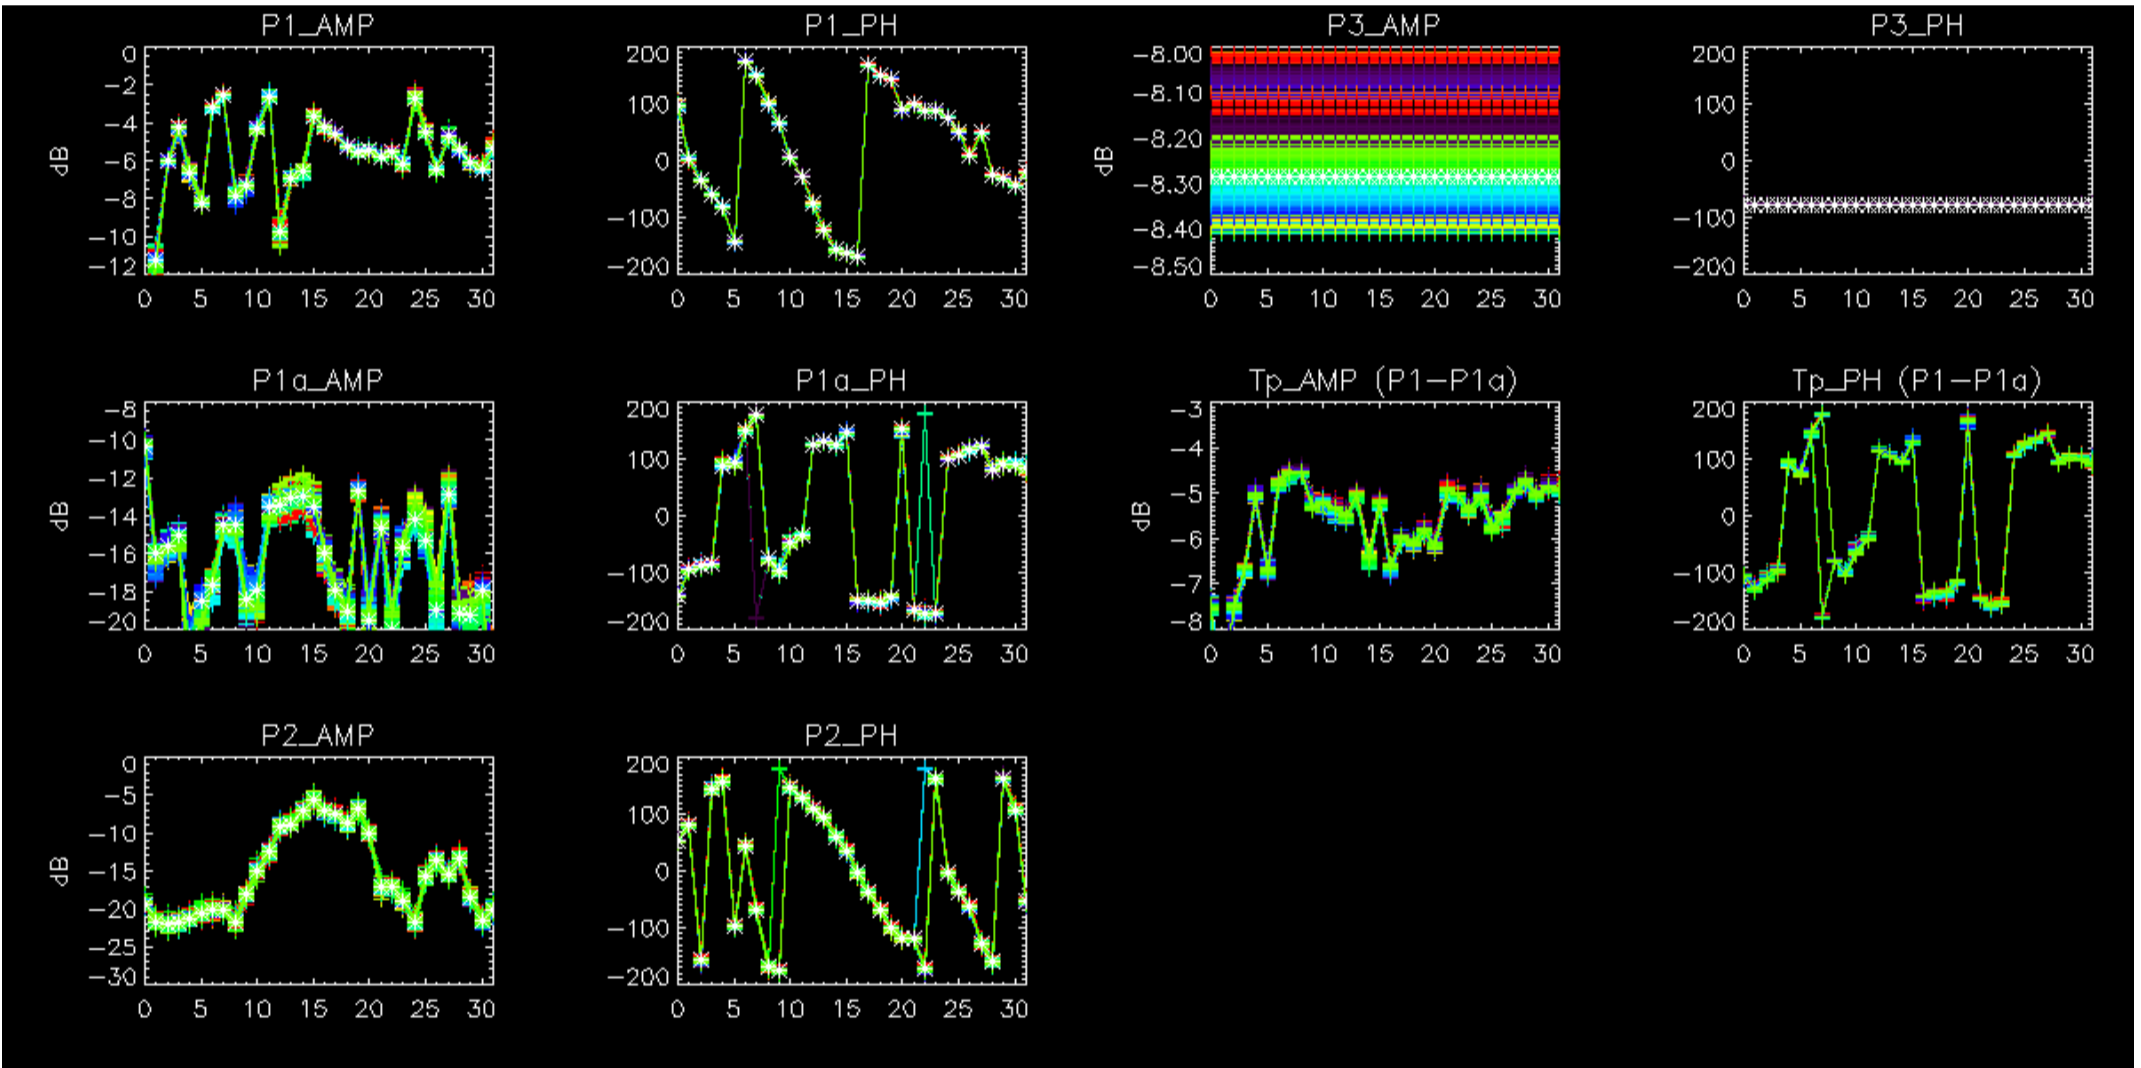 P1_AMP
dB
0
-2
-4
-6
-8
-10
-12
0 5 10 15 20 25 30
P1_PH
200
100
0
-100
-200
0 5 10 15 20 25 30
P3_AMP
dB
-8.00
-8.10
-8.20
-8.30
-8.40
-8.50
0 5 10 15 20 25 30
P3_PH
200
100
0
-100
-200
0 5 10 15 20 25 30
P1a_AMP
dB
-8
-10
-12
-14
-16
-18
-20
0 5 10 15 20 25 30
P1a_PH
200
100
0
-100
-200
0 5 10 15 20 25 30
Tp_AMP (P1-P1a)
dB
-3
-4
-5
-6
-7
-8
0 5 10 15 20 25 30
Tp_PH (P1-P1a)
200
100
0
-100
-200
0 5 10 15 20 25 30
P2_AMP
dB
0
-5
-10
-15
-20
-25
-30
0 5 10 15 20 25 30
P2_PH
200
100
0
-100
-200
0 5 10 15 20 25 30